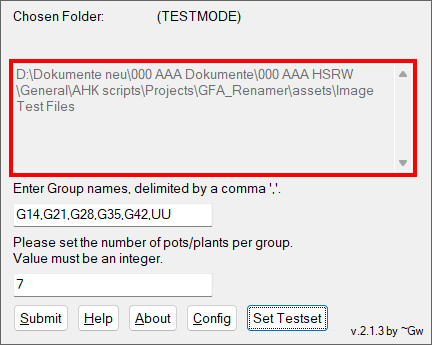 Chosen Folder: (TESTMODE)
D:\Dokumente neu\000 AAA Dokumente\000 AAA HSRW
\General\AHK scripts\Projects\GFA_Renamer\assets\Image
Test Files
Enter Group names, delimited by a comma ','.
G14,G21,G28,G35,G42,UU
Please set the number of pots/plants per group.
Value must be an integer.
7
Submit Help About Config Set Testset
v.2.1.3 by ~Gw